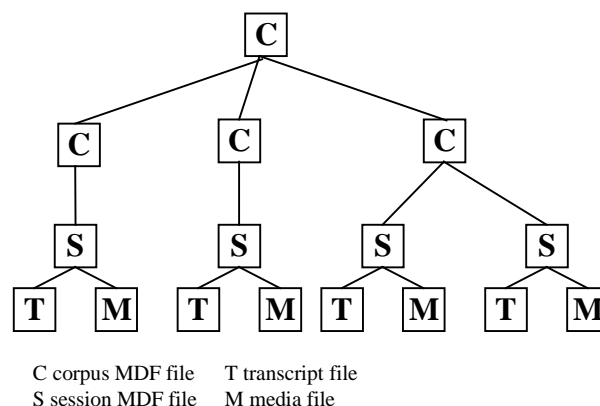 C
C C C
S S S S
T M T M T M T M
C corpus MDF file T transcript file
S session MDF file M media file